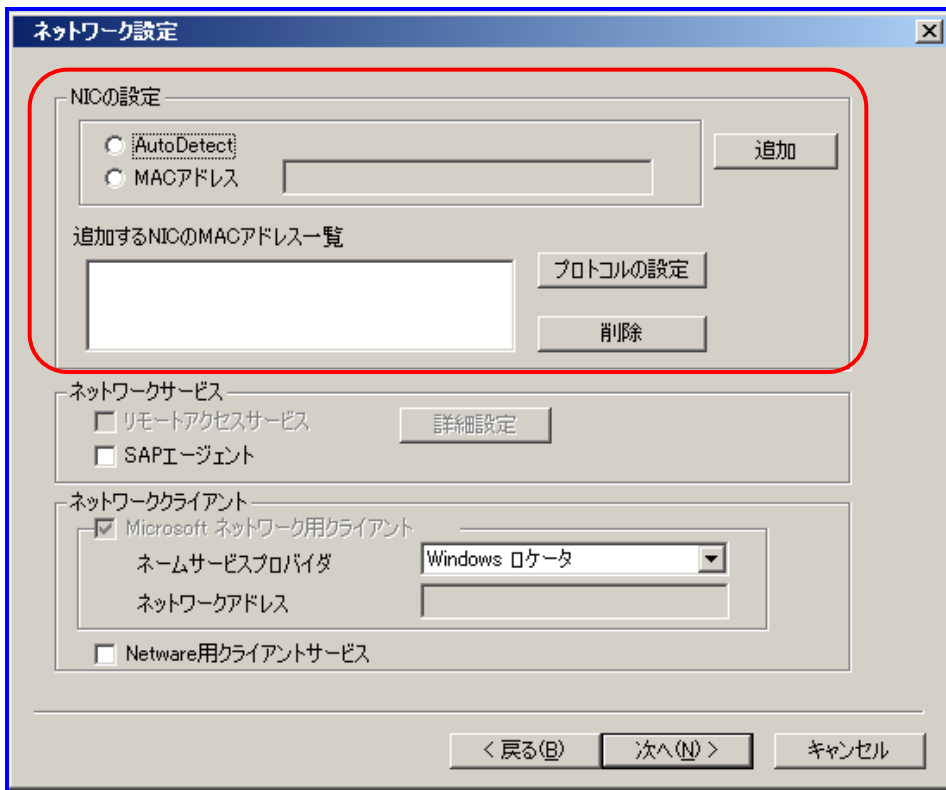 ネットワーク設定
NICの設定
AutoDetect
追加
MACアドレス
追加するNICのMACアドレス一覧
プロトコルの設定
削除
ネットワークサービス
リモートアクセスサービス
詳細設定
SAPエージェント
ネットワーククライアント
Microsoft ネットワーク用クライアント
ネームサービスプロバイダ
Windows ロケータ
ネットワークアドレス
Netware用クライアントサービス
< 戻る(B)
次へ(N) >
キャンセル